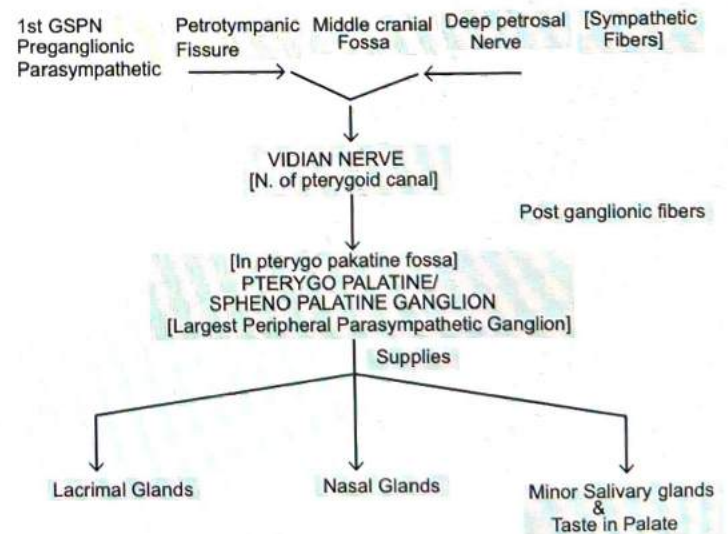 1st GSPN
Preganglionic
Parasympathetic
Petrotympanic
Fissure
Middle cranial
Fossa
Deep petrosal
Nerve
[Sympathetic
Fibers]
VIDIAN NERVE
[N. of pterygoid canal]
Post ganglionic fibers
[In pterygo pakatine fossa]
PTERYGO PALATINE/
SPHENO PALATINE GANGLION
[Largest Peripheral Parasympathetic Ganglion]
Supplies
Lacrimal Glands
Nasal Glands
Minor Salivary glands
&
Taste in Palate